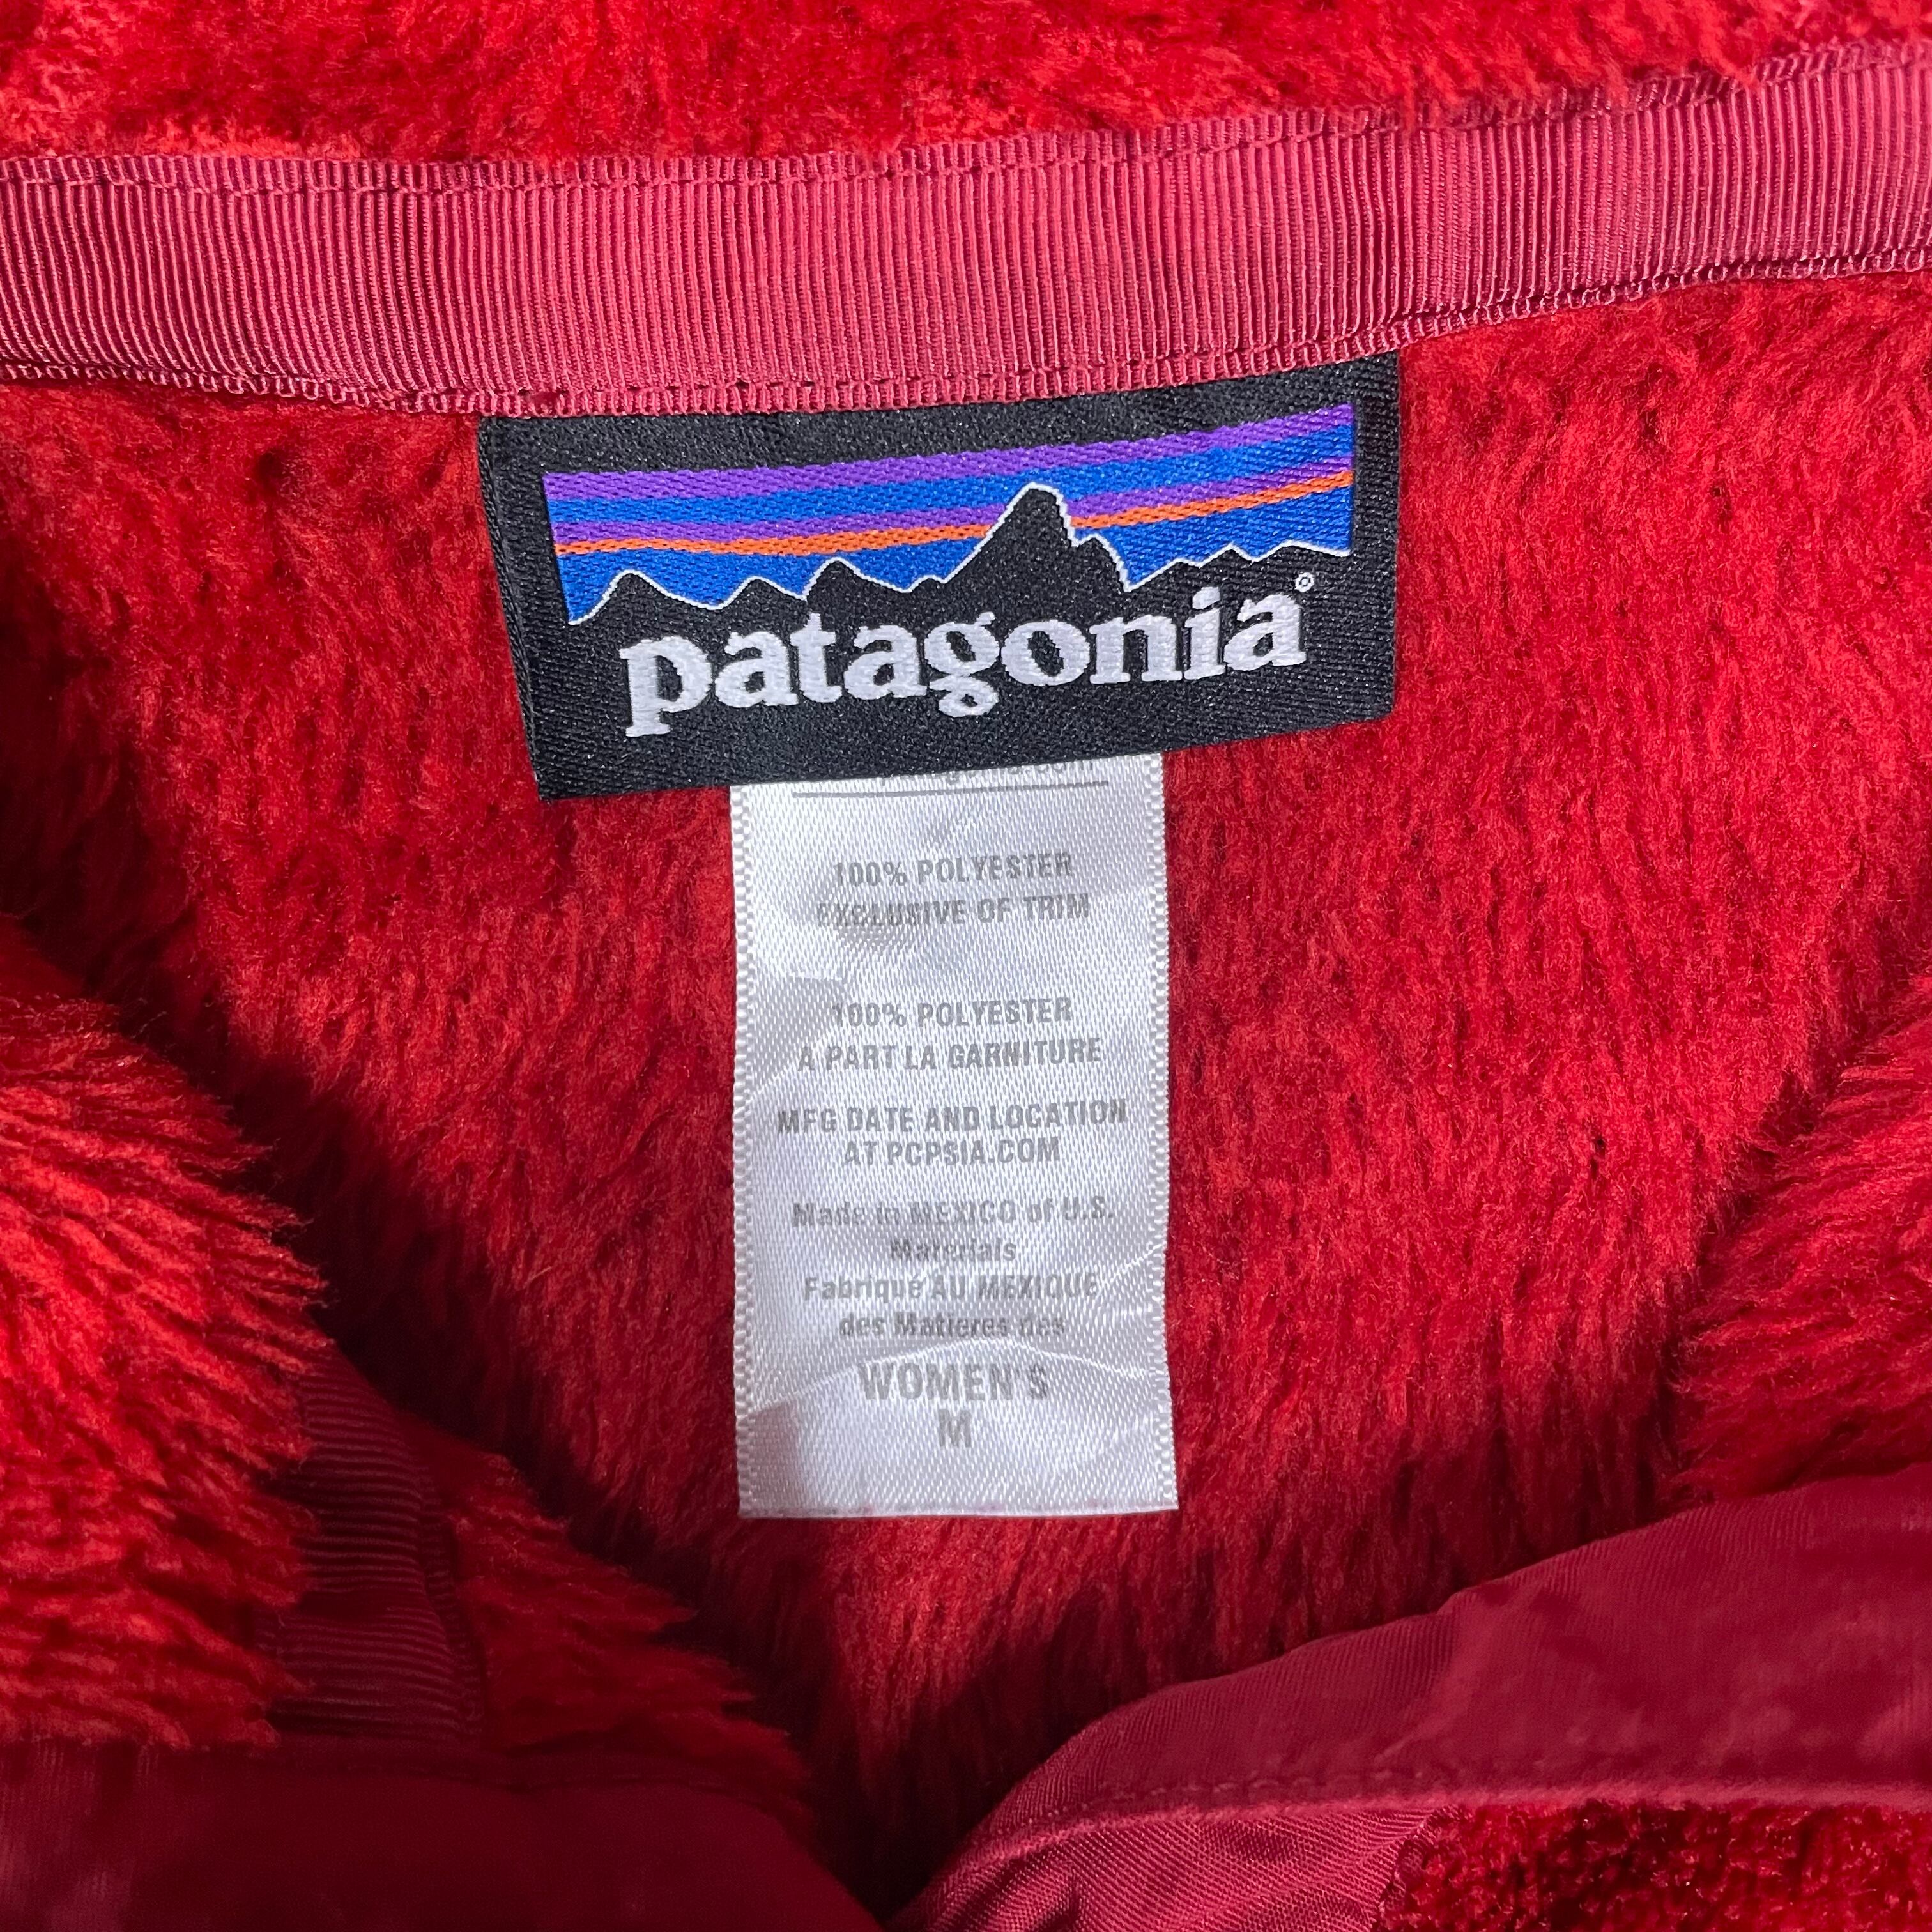 patagonia®
100% POLYESTER
EXCLUSIVE OF TRIM
100% POLYESTER
A PART LA GARNITURE
MFG DATE AND LOCATION
AT PCPSIA.COM
Made in MEXICO of U.S.
Materials
Fabriqué AU MEXIQUE
des Matieres des
WOMEN'S
M